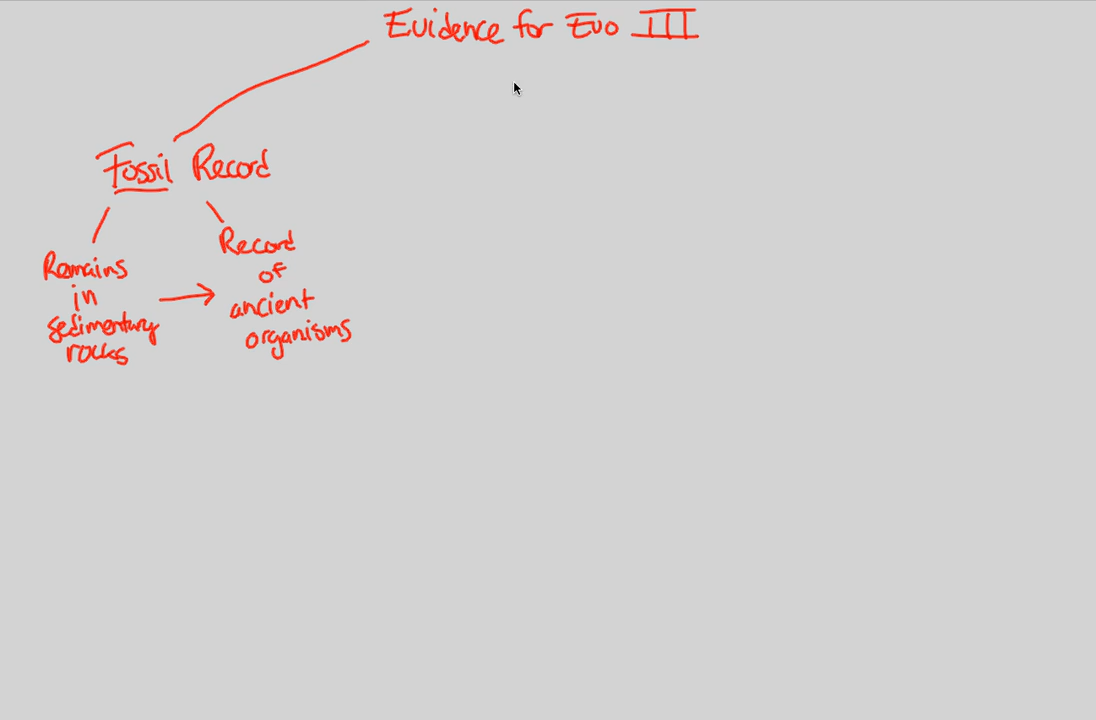 Evidence for Evo III
Fossil Record
Remains
in
sedimentary
rocks
Record
of
ancient
organisms